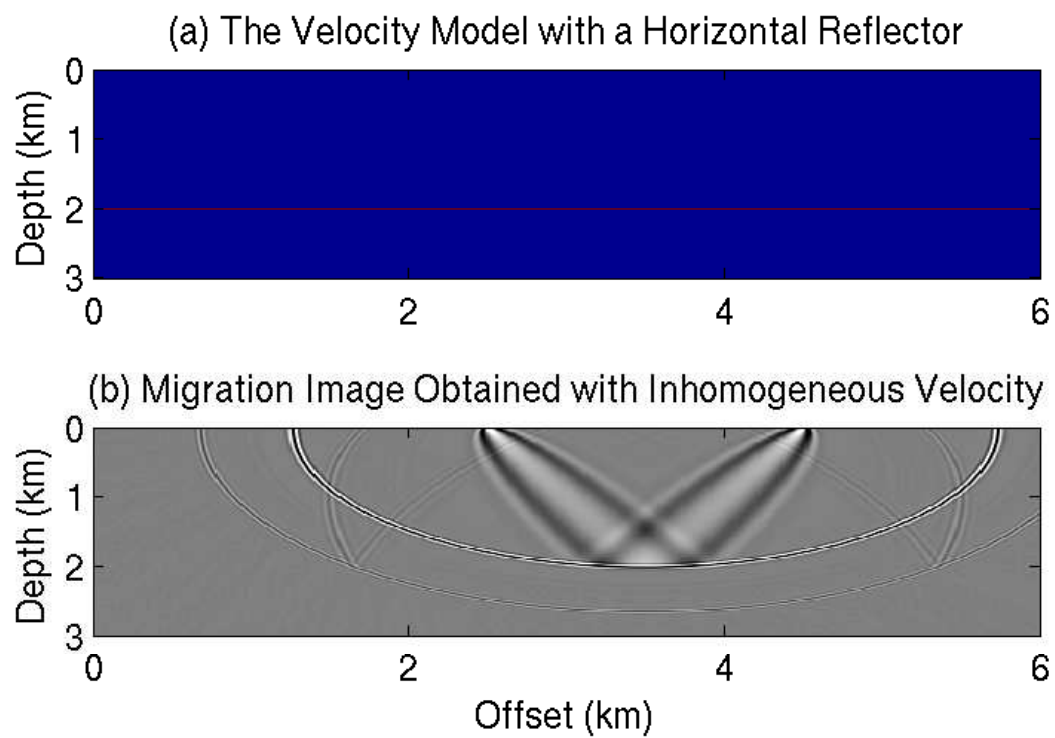 (a) The Velocity Model with a Horizontal Reflector
0
1
2
3
Depth (km)
0 2 4 6
(b) Migration Image Obtained with Inhomogeneous Velocity
0
1
2
3
Depth (km)
0 2 4 6
Offset (km)